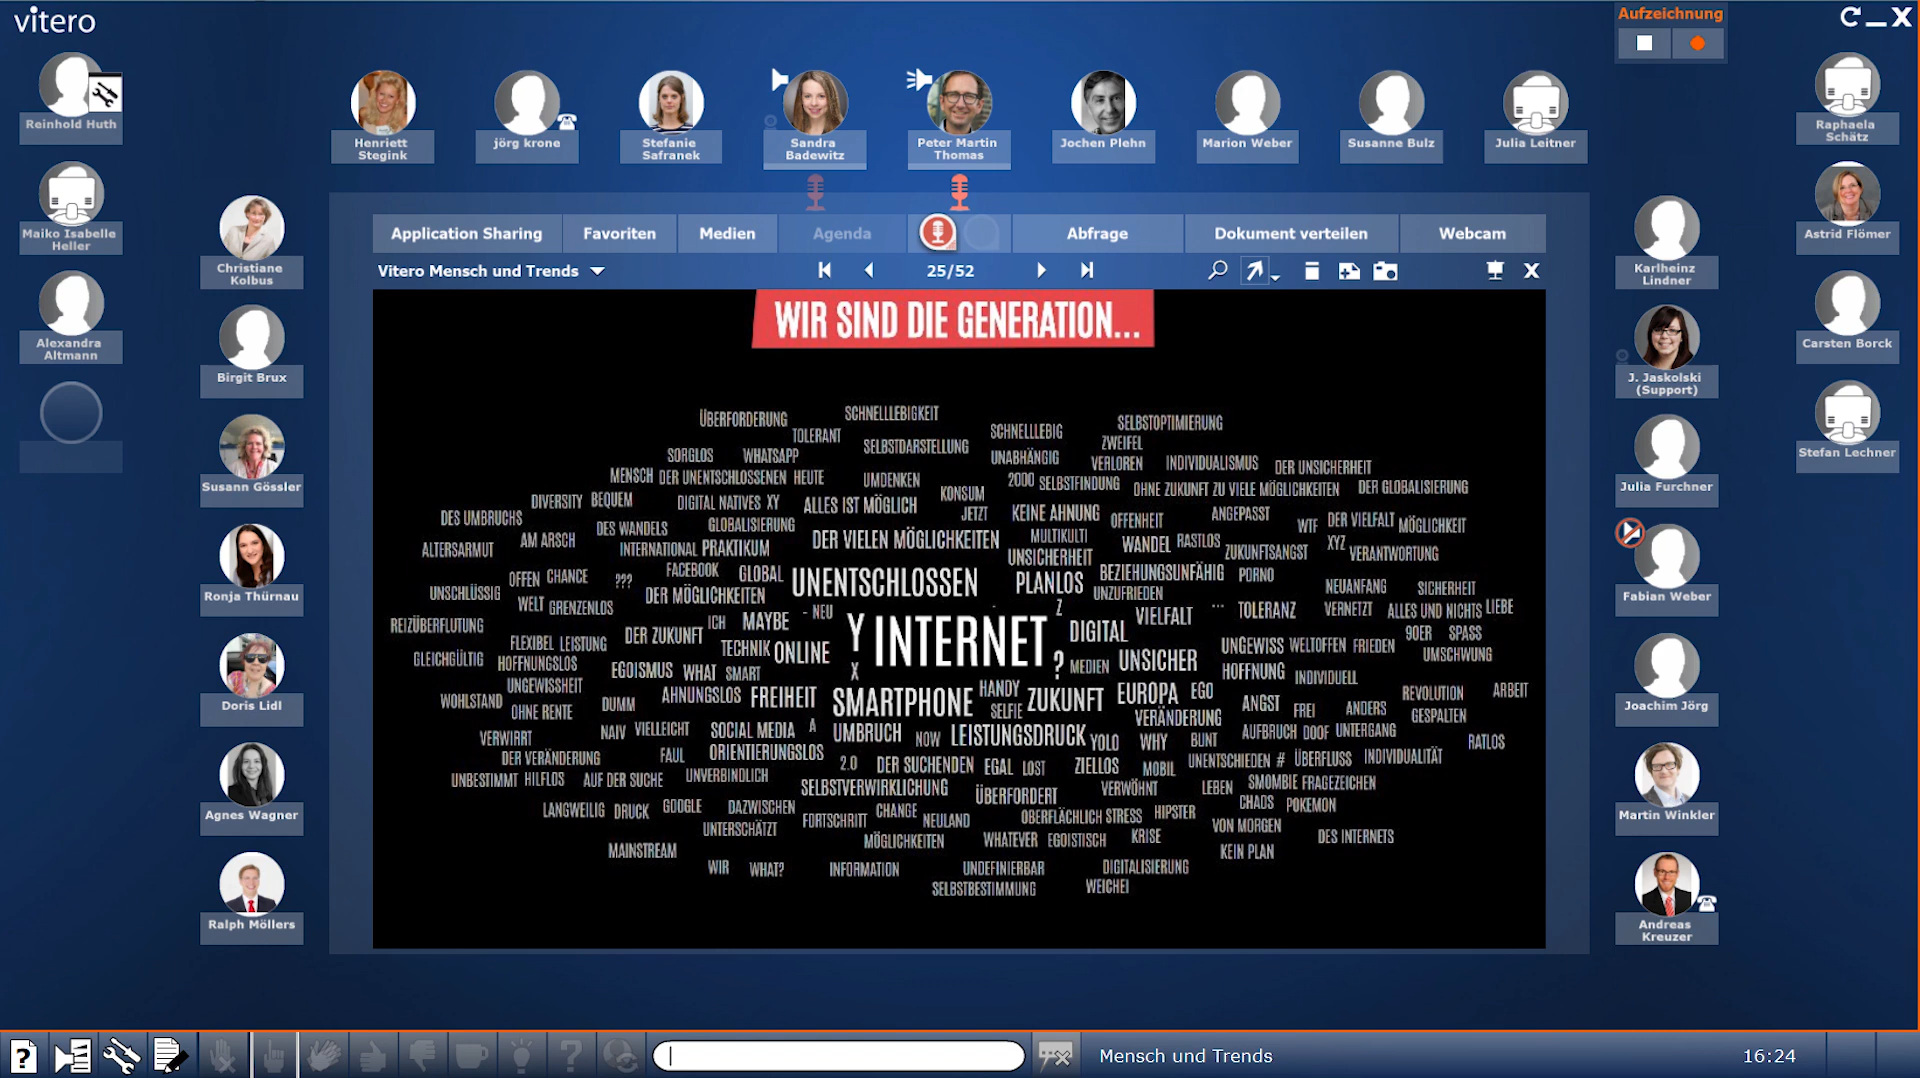 vitero
Aufzeichnung
Reinhold Huth
Henriett
Stegink
jörg krone
Stefanie
Safranek
Sandra
Badewitz
Peter Martin
Thomas
Jochen Plehn
Marion Weber
Susanne Bulz
Julia Leitner
Raphaela
Schätz
Maiko Isabelle
Heller
Alexandra
Altmann
Christiane
Kolbus
Birgit Brux
Susann Gössler
Ronja Thürnau
Doris Lidl
Agnes Wagner
Ralph Möllers
Application Sharing Favoriten Medien Agenda Abfrage Dokument verteilen Webcam
Vitero Mensch und Trends 25/52
WIR SIND DIE GENERATION...
ÜBERFORDERUNG SCHNELLLEBIGKEIT SELBSTOPTIMIERUNG
TOLERANT SELBSTDARSTELLUNG SCHNELLLEBIG ZWEIFEL
SORGLOS WHATSAPP UNABHÄNGIG VERLOREN INDIVIDUALISMUS DER UNSICHERHEIT
MENSCH DER UNENTSCHLOSSENEN HEUTE UMDENKEN 2000 SELBSTFINDUNG OHNE ZUKUNFT ZU VIELE MÖGLICHKEITEN DER GLOBALISIERUNG
DIVERSITY BEQUEM DIGITAL NATIVES XY ALLES IST MÖGLICH KONSUM JETZT KEINE AHNUNG OFFENHEIT ANGEPASST
DES UMBRUCHS DES WANDELS GLOBALISIERUNG WTF DER VIELFALT MÖGLICHKEIT
ALTERSARMUT AM ARSCH INTERNATIONAL PRAKTIKUM DER VIELEN MÖGLICHKEITEN MULTIKULTI UNSICHERHEIT WANDEL RASTLOS ZUKUNFTSANGST XYZ VERANTWORTUNG
OFFEN CHANCE ??? FACEBOOK GLOBAL UNENTSCHLOSSEN PLANLOS BEZIEHUNGSUNFÄHIG PORNO
UNSCHLÜSSIG WELT GRENZENLOS DER MÖGLICHKEITEN UNZUFRIEDEN NEUANFANG SICHERHEIT
REIZÜBERFLUTUNG ICH MAYBE - NEU Z VIELFALT ... TOLERANZ VERNETZT ALLES UND NICHTS LIEBE
FLEXIBEL LEISTUNG DER ZUKUNFT TECHNIK ONLINE Y INTERNET DIGITAL UNGEWISS WELTOFFEN FRIEDEN 90ER SPASS
GLEICHGÜLTIG HOFFNUNGSLOS EGOISMUS WHAT SMART X ? MEDIEN UNSICHER HOFFNUNG INDIVIDUELL UMSCHWUNG
UNGEWISSHEIT AHNUNGSLOS FREIHEIT SMARTPHONE HANDY SELFIE ZUKUNFT EUROPA EGO REVOLUTION ARBEIT
WOHLSTAND OHNE RENTE DUMM VERÄNDERUNG ANGST FREI ANDERS GESPALTEN
VERWIRRT NAIV VIELLEICHT SOCIAL MEDIA A UMBRUCH NOW LEISTUNGSDRUCK YOLO WHY BUNT AUFBRUCH DOOF UNTERGANG RATLOS
DER VERÄNDERUNG FAUL ORIENTIERUNGSLOS 2.0 DER SUCHENDEN EGAL LOST ZIELLOS MOBIL UNENTSCHIEDEN # ÜBERFLUSS INDIVIDUALITÄT
UNBESTIMMT HILFLOS AUF DER SUCHE UNVERBINDLICH SELBSTVERWIRKLICHUNG ÜBERFORDERT VERWÖHNT LEBEN SMOMBIE FRAGEZEICHEN
LANGWEILIG DRUCK GOOGLE DAZWISCHEN CHANGE OBERFLÄCHLICH STRESS HIPSTER CHAOS POKEMON
UNTERSCHÄTZT FORTSCHRITT NEULAND VON MORGEN
MAINSTREAM MÖGLICHKEITEN WHATEVER EGOISTISCH KRISE KEIN PLAN DES INTERNETS
WIR WHAT? INFORMATION UNDEFINIERBAR DIGITALISIERUNG
SELBSTBESTIMMUNG WEICHEI
Karlheinz
Lindner
J. Jaskolski
(Support)
Julia Furchner
Fabian Weber
Joachim Jörg
Martin Winkler
Andreas
Kreuzer
Astrid Flömer
Carsten Borck
Stefan Lechner
Mensch und Trends 16:24